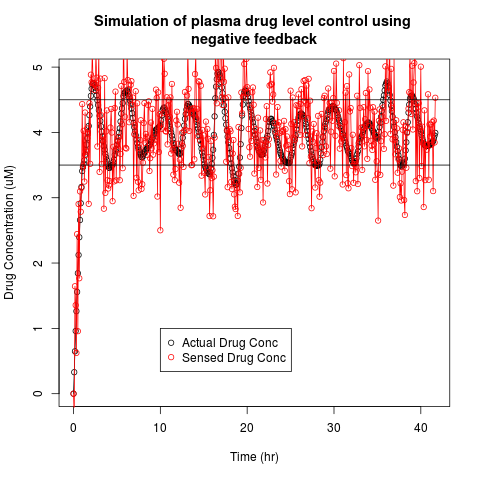 Simulation of plasma drug level control using
negative feedback
Drug Concentration (uM)
5
4
3
2
1
0
Actual Drug Conc
Sensed Drug Conc
0
10
20
30
40
Time (hr)